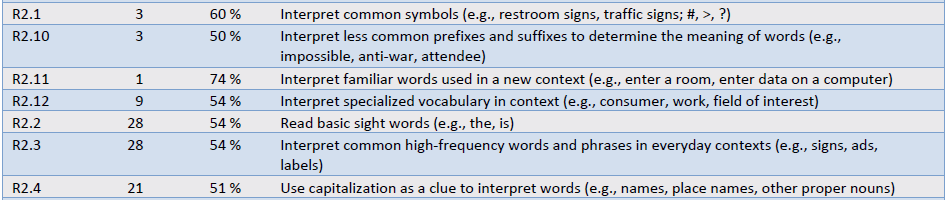 R2.1 3 60 % Interpret common symbols (e.g., restroom signs, traffic signs; #, >, ?)
R2.10 3 50 % Interpret less common prefixes and suffixes to determine the meaning of words (e.g.,
impossible, anti-war, attendee)
R2.11 1 74 % Interpret familiar words used in a new context (e.g., enter a room, enter data on a computer)
R2.12 9 54 % Interpret specialized vocabulary in context (e.g., consumer, work, field of interest)
R2.2 28 54 % Read basic sight words (e.g., the, is)
R2.3 28 54 % Interpret common high-frequency words and phrases in everyday contexts (e.g., signs, ads,
labels)
R2.4 21 51 % Use capitalization as a clue to interpret words (e.g., names, place names, other proper nouns)